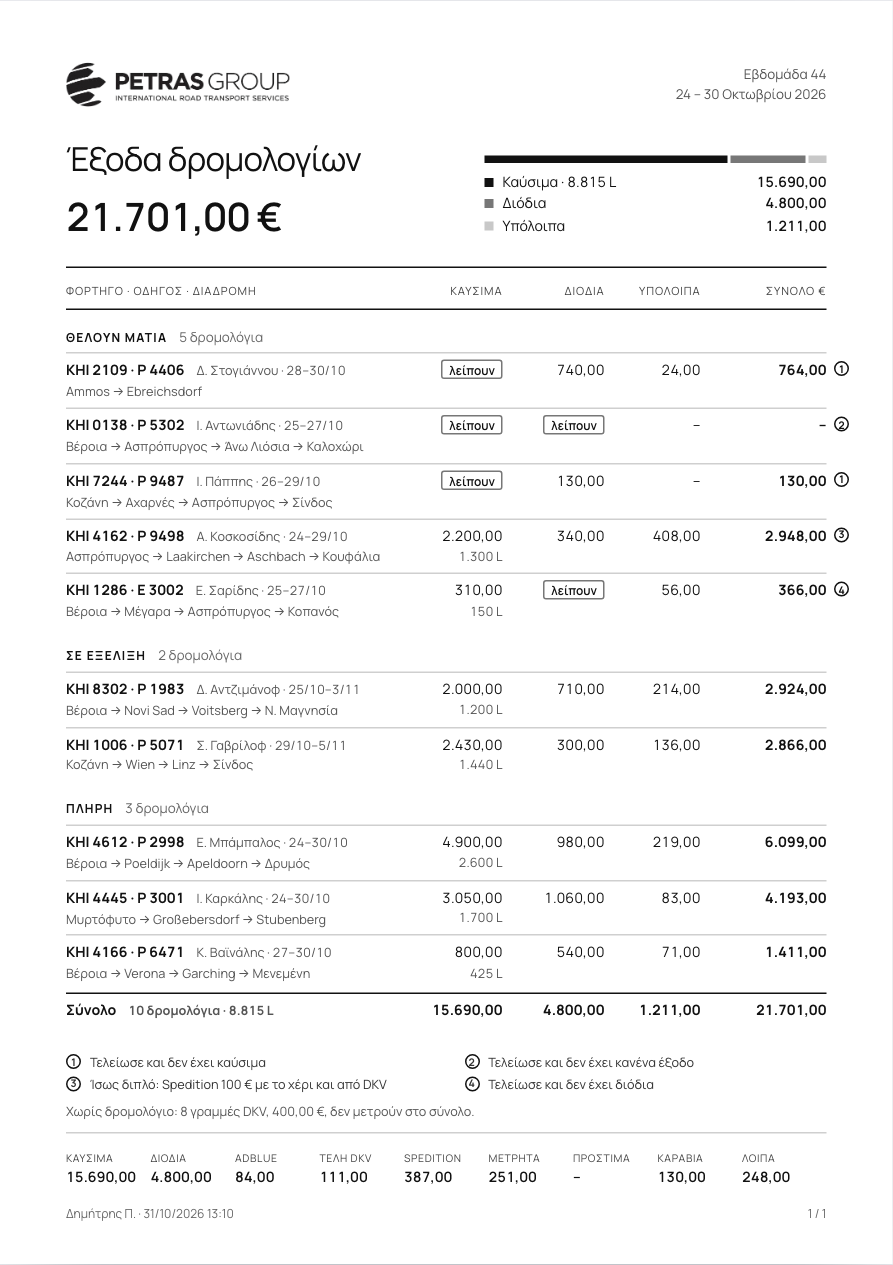 PETRAS GROUP
INTERNATIONAL ROAD TRANSPORT SERVICES
Εβδομάδα 44
24 – 30 Οκτωβρίου 2026
Έξοδα δρομολογίων
21.701,00 €
Καύσιμα · 8.815 L 15.690,00
Διόδια 4.800,00
Υπόλοιπα 1.211,00
ΦΟΡΤΗΓΟ · ΟΔΗΓΟΣ · ΔΙΑΔΡΟΜΗ ΚΑΥΣΙΜΑ ΔΙΟΔΙΑ ΥΠΟΛΟΙΠΑ ΣΥΝΟΛΟ €
ΘΕΛΟΥΝ ΜΑΤΙΑ 5 δρομολόγια
ΚΗΙ 2109 · Ρ 4406 Δ. Στογιάννου · 28–30/10 λείπουν 740,00 24,00 764,00 ①
Ammos → Ebreichsdorf
ΚΗΙ 0138 · Ρ 5302 Ι. Αντωνιάδης · 25–27/10 λείπουν λείπουν – – ②
Βέροια → Ασπρόπυργος → Άνω Λιόσια → Καλοχώρι
ΚΗΙ 7244 · Ρ 9487 Ι. Πάππης · 26–29/10 λείπουν 130,00 – 130,00 ①
Κοζάνη → Αχαρνές → Ασπρόπυργος → Σίνδος
ΚΗΙ 4162 · Ρ 9498 Α. Κοσκοσίδης · 24–29/10 2.200,00 340,00 408,00 2.948,00 ③
Ασπρόπυργος → Laakirchen → Aschbach → Κουφάλια 1.300 L
ΚΗΙ 1286 · Ε 3002 Ε. Σαρίδης · 25–27/10 310,00 λείπουν 56,00 366,00 ④
Βέροια → Μέγαρα → Ασπρόπυργος → Κοπανός 150 L
ΣΕ ΕΞΕΛΙΞΗ 2 δρομολόγια
ΚΗΙ 8302 · Ρ 1983 Δ. Αντζιμάνοφ · 25/10–3/11 2.000,00 710,00 214,00 2.924,00
Βέροια → Novi Sad → Voitsberg → Ν. Μαγνησία 1.200 L
ΚΗΙ 1006 · Ρ 5071 Σ. Γαβρίλοφ · 29/10–5/11 2.430,00 300,00 136,00 2.866,00
Κοζάνη → Wien → Linz → Σίνδος 1.440 L
ΠΛΗΡΗ 3 δρομολόγια
ΚΗΙ 4612 · Ρ 2998 Ε. Μπάμπαλος · 24–30/10 4.900,00 980,00 219,00 6.099,00
Βέροια → Poeldijk → Apeldoorn → Δρυμός 2.600 L
ΚΗΙ 4445 · Ρ 3001 Ι. Καρκάλης · 24–30/10 3.050,00 1.060,00 83,00 4.193,00
Μυρτόφυτο → Großebersdorf → Stubenberg 1.700 L
ΚΗΙ 4166 · Ρ 6471 Κ. Βαϊνάλης · 27–30/10 800,00 540,00 71,00 1.411,00
Βέροια → Verona → Garching → Μενεμένη 425 L
Σύνολο 10 δρομολόγια · 8.815 L 15.690,00 4.800,00 1.211,00 21.701,00
① Τελείωσε και δεν έχει καύσιμα ② Τελείωσε και δεν έχει κανένα έξοδο
③ Ίσως διπλό: Spedition 100 € με το χέρι και από DKV ④ Τελείωσε και δεν έχει διόδια
Χωρίς δρομολόγιο: 8 γραμμές DKV, 400,00 €, δεν μετρούν στο σύνολο.
ΚΑΥΣΙΜΑ ΔΙΟΔΙΑ ADBLUE ΤΕΛΗ DKV SPEDITION ΜΕΤΡΗΤΑ ΠΡΟΣΤΙΜΑ ΚΑΡΑΒΙΑ ΛΟΙΠΑ
15.690,00 4.800,00 84,00 111,00 387,00 251,00 – 130,00 248,00
Δημήτρης Π. · 31/10/2026 13:10 1 / 1